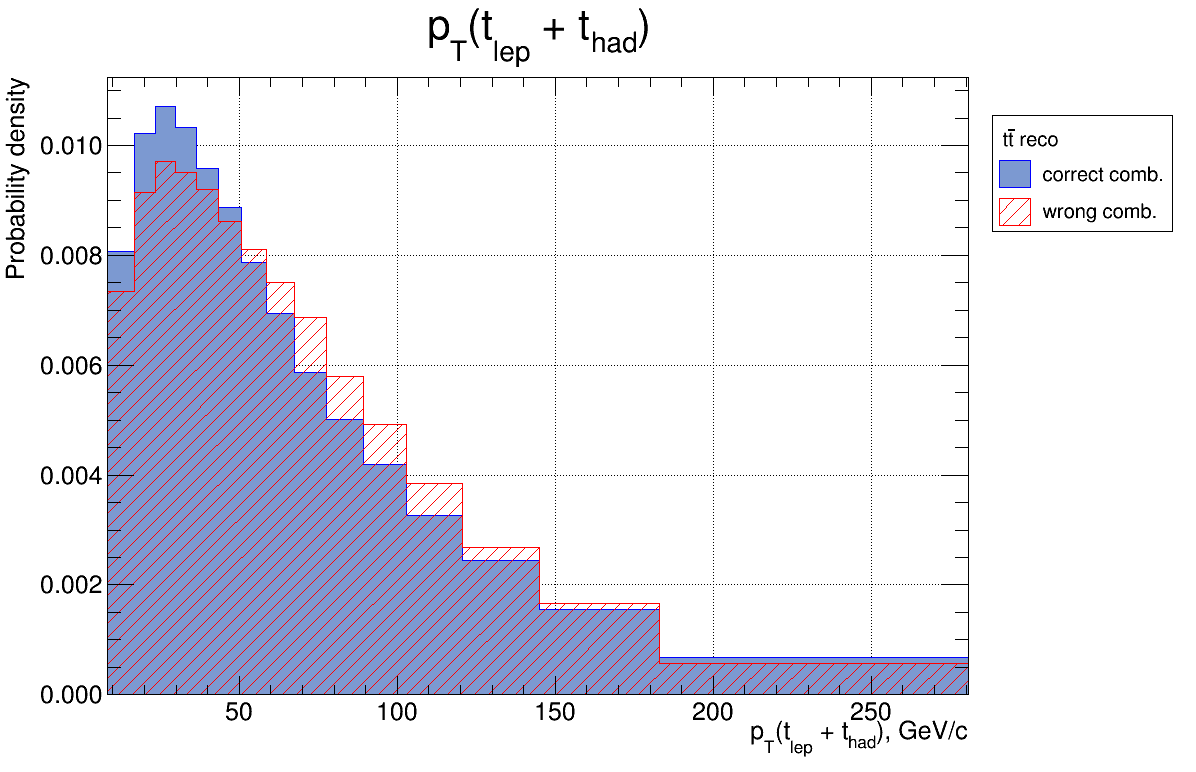 p_T(t_lep + t_had)
Probability density
0.010
0.008
0.006
0.004
0.002
0.000
50 100 150 200 250
p_T(t_lep + t_had), GeV/c
tt̄ reco
correct comb.
wrong comb.